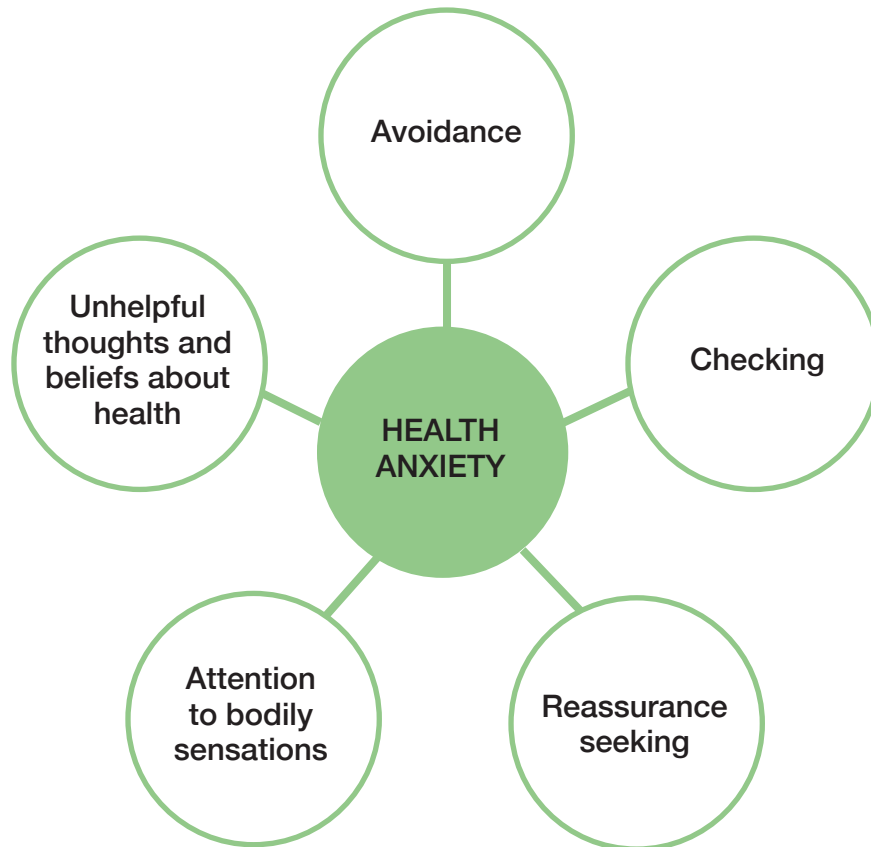 Avoidance
Unhelpful
thoughts and
beliefs about
health
Checking
HEALTH
ANXIETY
Attention
to bodily
sensations
Reassurance
seeking